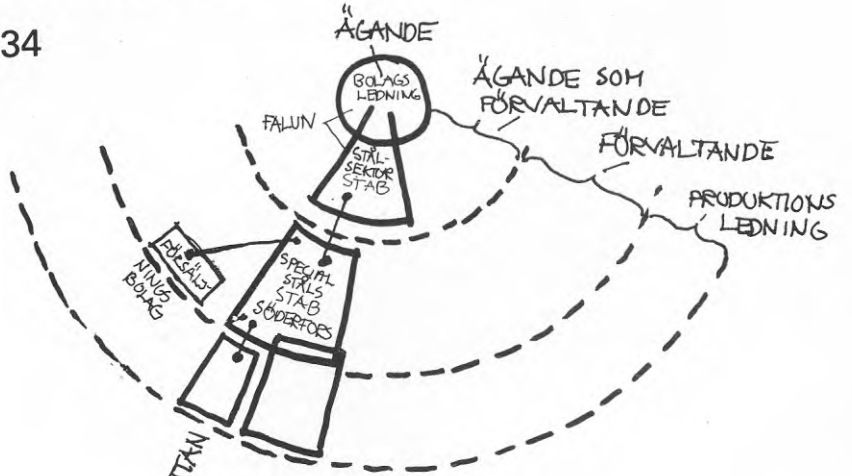 34
ÄGANDE
BOLAGS
LEDNING
ÄGANDE SOM
FÖRVALTANDE
FALUN
FÖRVALTANDE
STÅL-
SEKTOR
STAB
PRODUKTIONS
LEDNING
FÖRSÄLJ-
NINGS
BOLAG
SPECIAL
STÅLS
STAB
SÖDERFORS